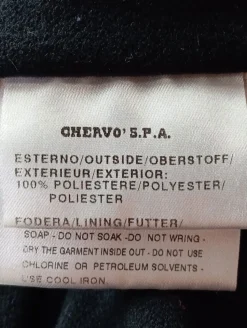 CHERVO' S.P.A.
ESTERNO/OUTSIDE/OBERSTOFF/
EXTERIEUR/EXTERIOR:
100% POLIESTERE/POLYESTER/
POLIESTER
FODERA/LINING/FUTTER/
SOAP - DO NOT SOAK -DO NOT WRING -
DRY THE GARMENT INSIDE OUT - DO NOT USE
CHLORINE OR PETROLEUM SOLVENTS -
USE COOL IRON